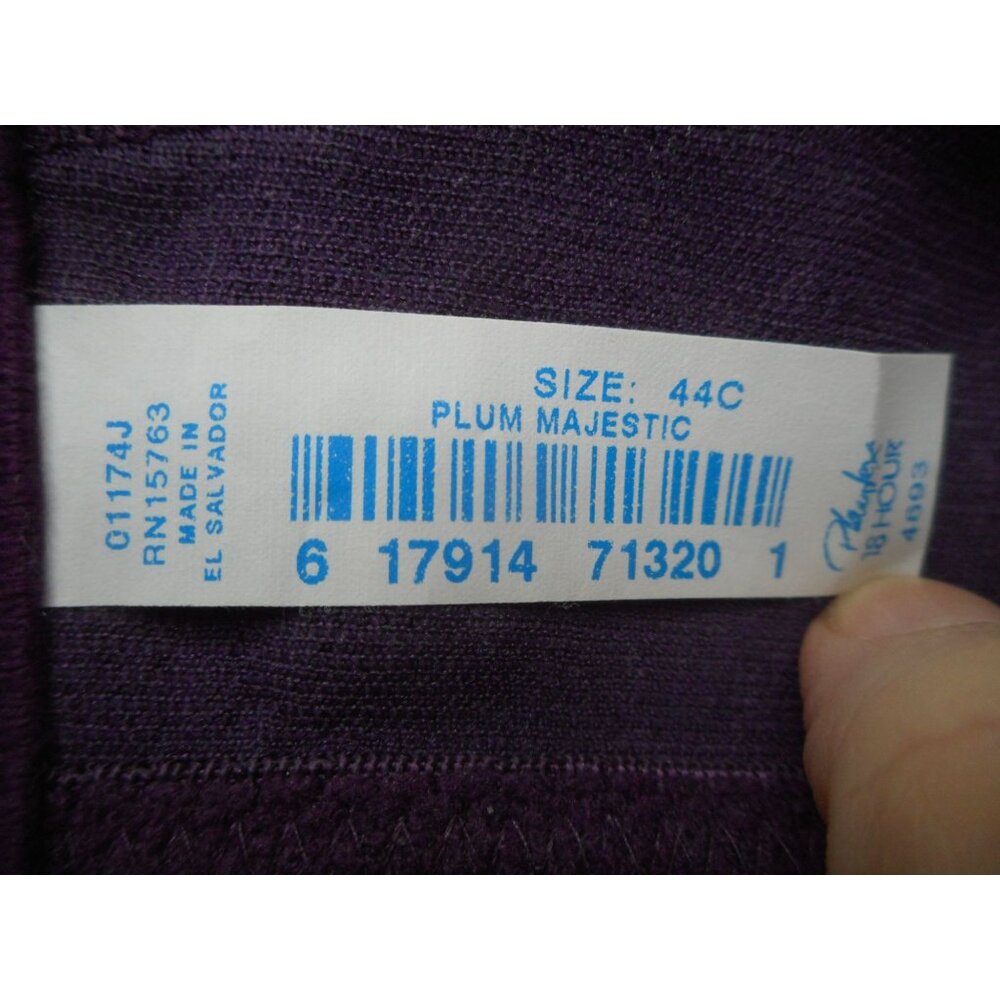 01174J
RN15763
MADE IN
EL SALVADOR
SIZE: 44C
PLUM MAJESTIC
6 17914 71320 1
Playtex
18 HOUR
4693